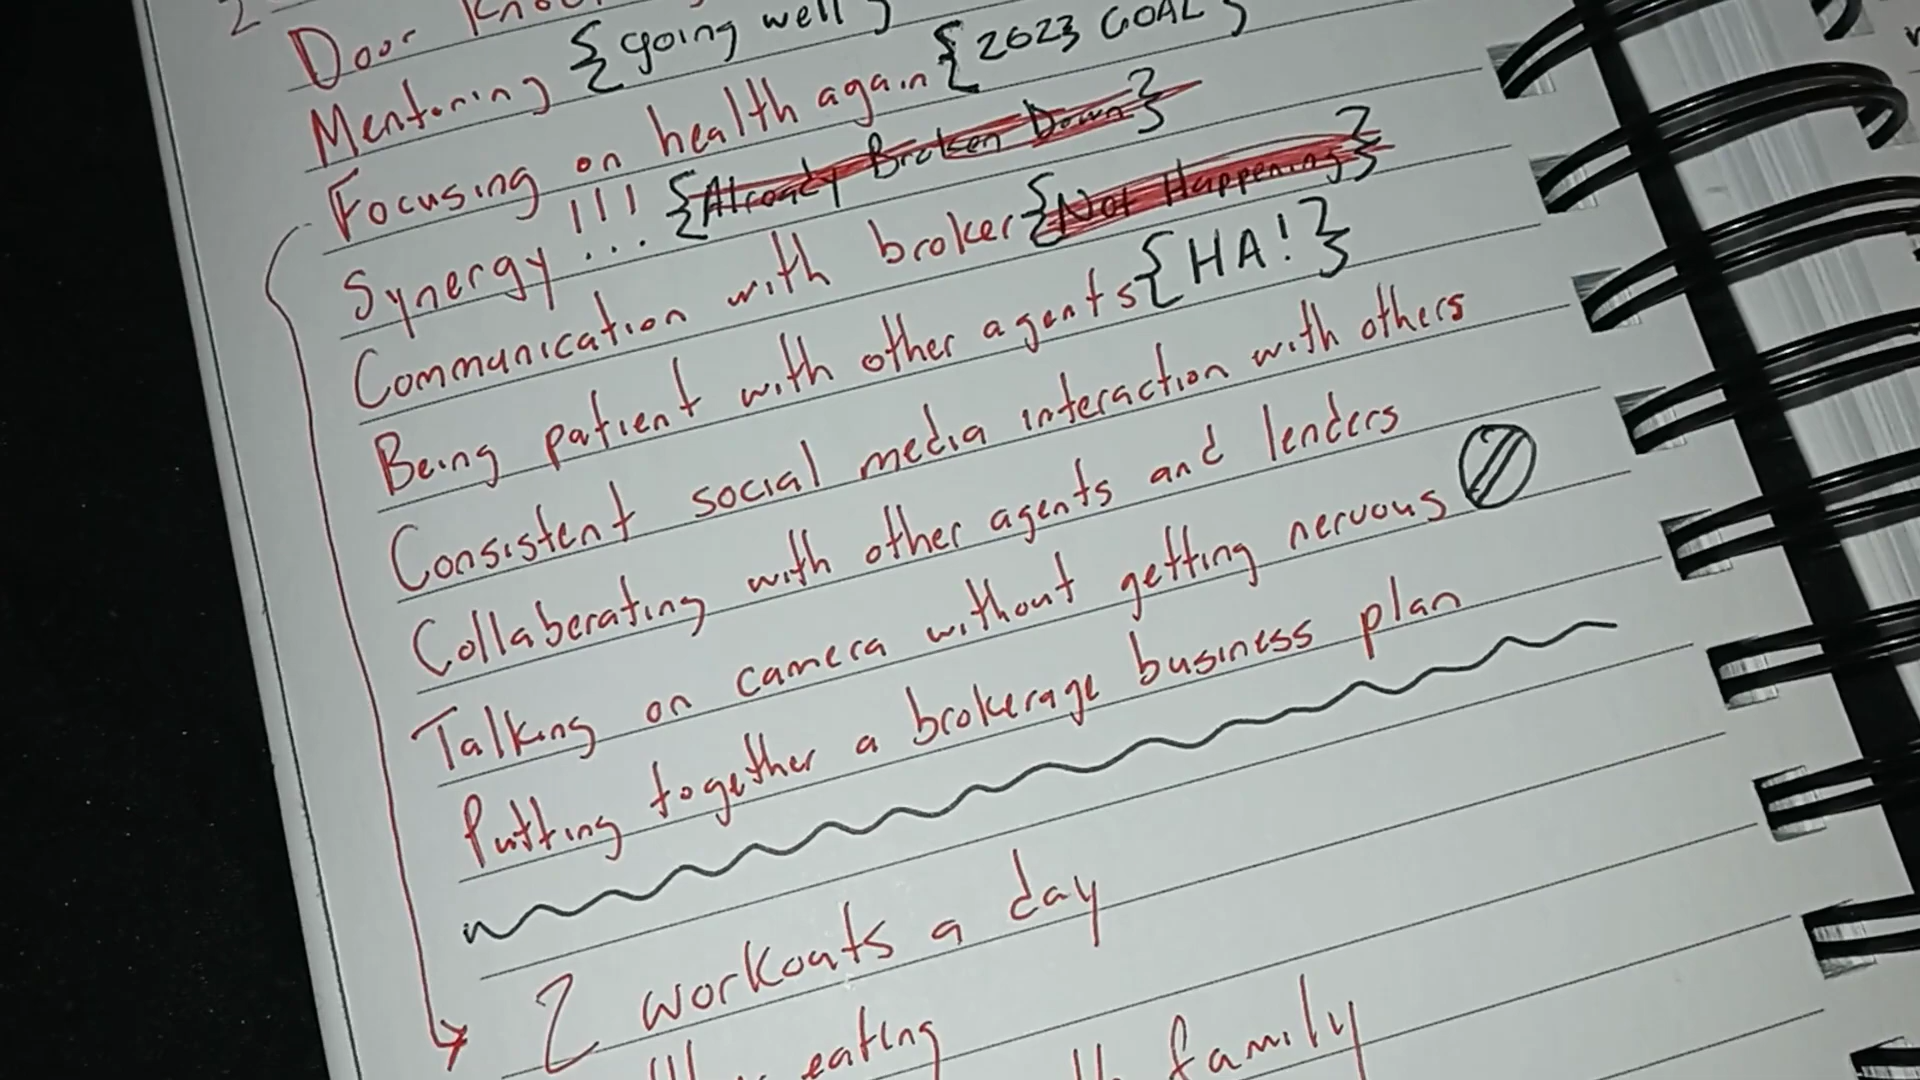 Door
Mentoring {going well}
Focusing on health again {2023 GOAL}
Synergy!!!... {Already Broken Down}
Communication with broker {Not Happening}
Being patient with other agents {HA!}
Consistent social media interaction with others
Collaberating with other agents and lenders
Talking on camera without getting nervous
Putting together a brokerage business plan
2 workouts a day
eating
family